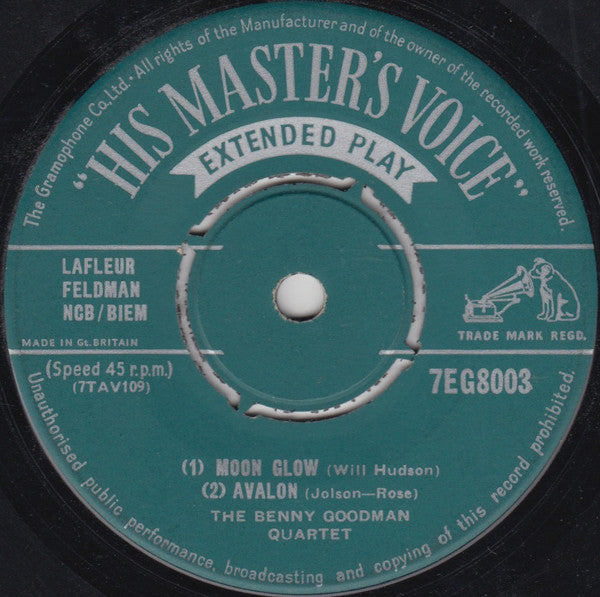 The Gramophone Co., Ltd · All rights of the Manufacturer and of the owner of the recorded work reserved.
"HIS MASTER'S VOICE"
EXTENDED PLAY
LAFLEUR
FELDMAN
NCB/BIEM
TRADE MARK REGD.
MADE IN Gt. BRITAIN
(Speed 45 r.p.m.)
(7TAV109)
7EG8003
(1) MOON GLOW (Will Hudson)
(2) AVALON (Jolson—Rose)
THE BENNY GOODMAN
QUARTET
Unauthorised public performance, broadcasting and copying of this record prohibited.